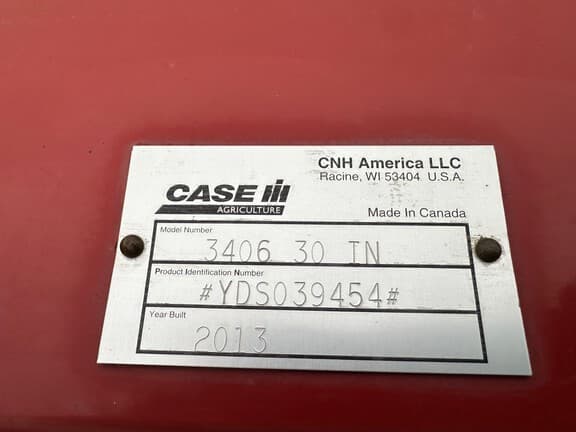 CNH America LLC
Racine, WI 53404 U.S.A.
CASE IH
AGRICULTURE
Made In Canada
Model Number
3406 30 IN
Product Identification Number
#YDS039454#
Year Built
2013